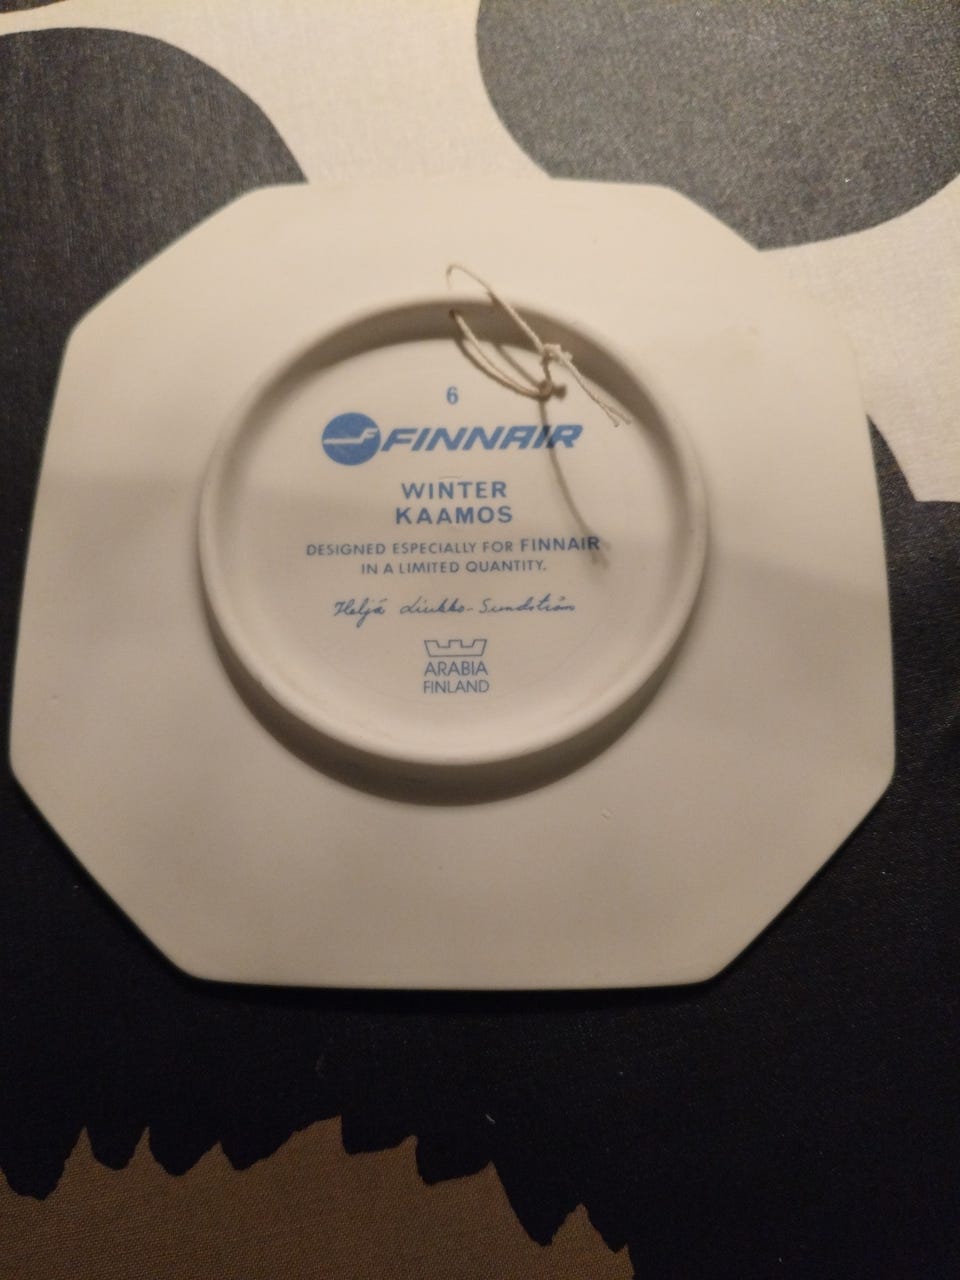 6
FINNAIR
WINTER
KAAMOS
DESIGNED ESPECIALLY FOR FINNAIR
IN A LIMITED QUANTITY.
Heljä Liukko-Sundström
ARABIA
FINLAND